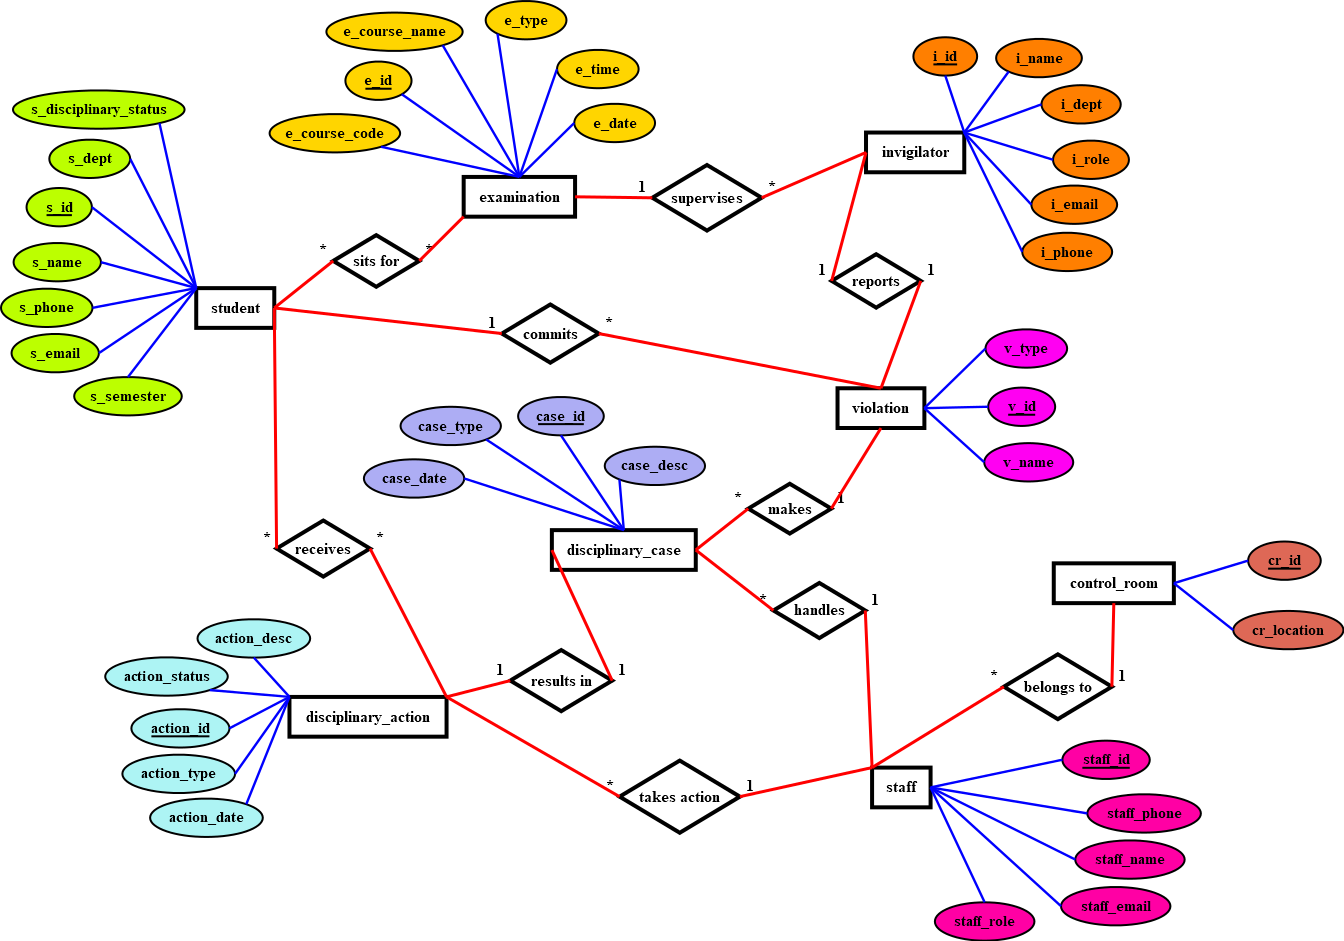 e_type
e_course_name
i_id
i_name
e_time
e_id
i_dept
s_disciplinary_status
e_date
e_course_code
invigilator
s_dept
i_role
1
*
examination
supervises
i_email
s_id
*
*
sits for
i_phone
s_name
1
1
reports
s_phone
student
1
*
commits
s_email
v_type
s_semester
case_type
case_id
violation
v_id
case_desc
v_name
case_date
*
1
makes
*
*
receives
disciplinary_case
cr_id
control_room
*
1
handles
cr_location
action_desc
1
1
results in
*
1
belongs to
action_status
disciplinary_action
action_id
staff_id
action_type
*
1
takes action
staff
action_date
staff_phone
staff_name
staff_email
staff_role